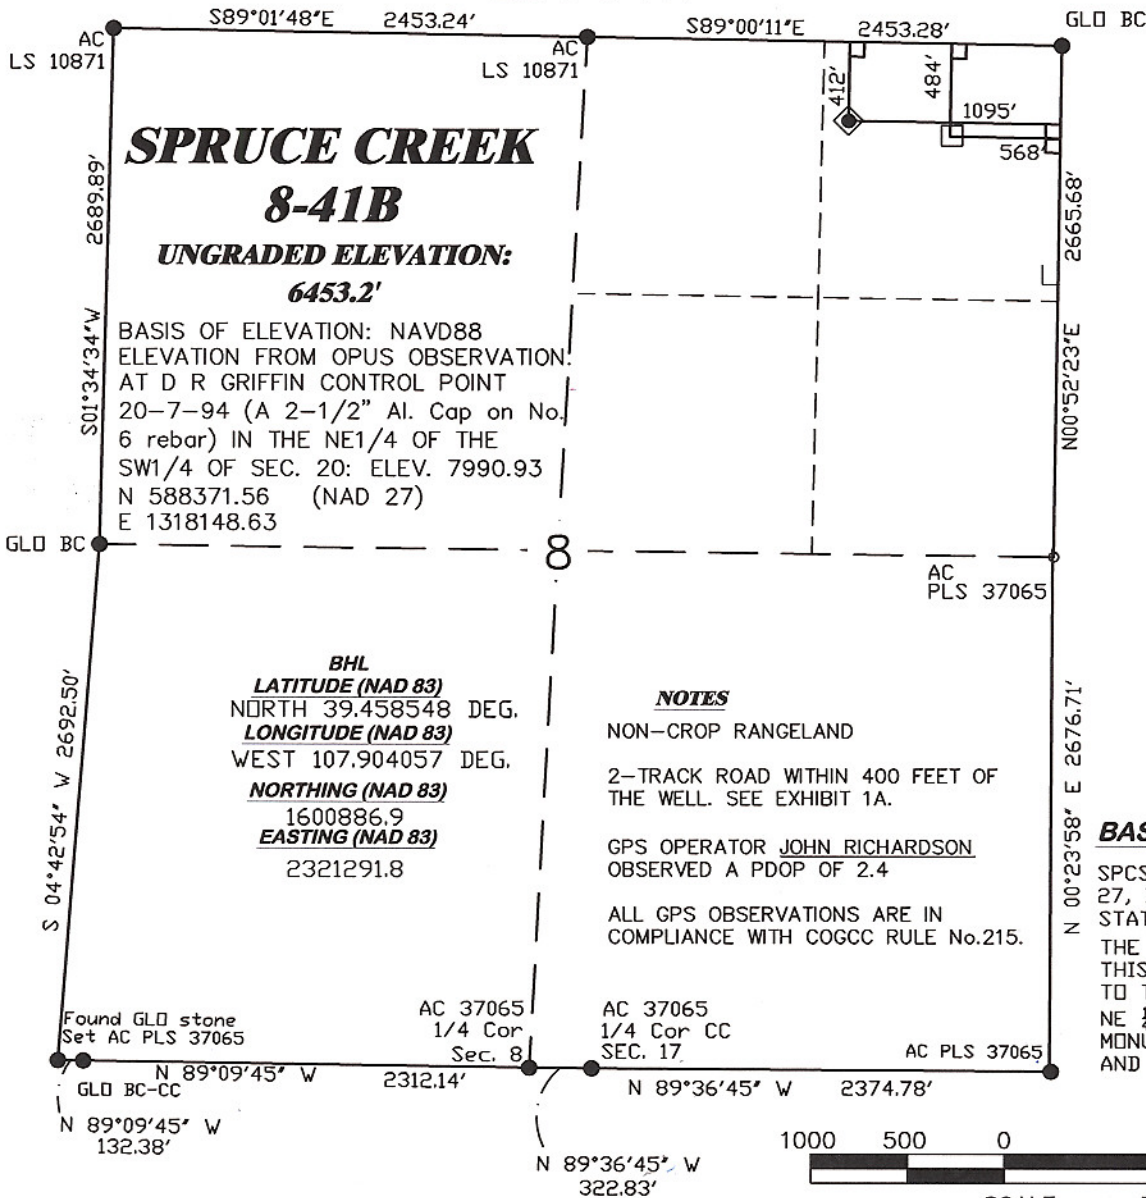 S89°01'48"E 2453.24'
S89°00'11"E 2453.28'
GLO BC
AC
LS 10871
AC
LS 10871
412'
484'
1095'
568'
SPRUCE CREEK
8-41B
UNGRADED ELEVATION:
6453.2'
2689.89'
S01°34'34"W
2665.68'
N00°52'23"E
BASIS OF ELEVATION: NAVD88
ELEVATION FROM OPUS OBSERVATION
AT D R GRIFFIN CONTROL POINT
20-7-94 (A 2-1/2" Al. Cap on No.
6 rebar) IN THE NE1/4 OF THE
SW1/4 OF SEC. 20: ELEV. 7990.93
N 588371.56 (NAD 27)
E 1318148.63
GLO BC
8
AC
PLS 37065
BHL
LATITUDE (NAD 83)
NORTH 39.458548 DEG.
LONGITUDE (NAD 83)
WEST 107.904057 DEG.
NORTHING (NAD 83)
1600886.9
EASTING (NAD 83)
2321291.8
S 04°42'54" W 2692.50'
NOTES
NON-CROP RANGELAND
2-TRACK ROAD WITHIN 400 FEET OF
THE WELL. SEE EXHIBIT 1A.
GPS OPERATOR JOHN RICHARDSON
OBSERVED A PDOP OF 2.4
ALL GPS OBSERVATIONS ARE IN
COMPLIANCE WITH COGCC RULE No.215.
N 00°23'58" E 2676.71'
BAS
SPCS
27,
STAT
THE
THIS
TO T
NE
MONU
AND
Found GLO stone
Set AC PLS 37065
AC 37065
1/4 Cor
Sec. 8
AC 37065
1/4 Cor CC
SEC. 17
AC PLS 37065
GLO BC-CC
N 89°09'45" W 2312.14'
N 89°36'45" W 2374.78'
N 89°09'45" W
132.38'
N 89°36'45" W
322.83'
1000 500 0